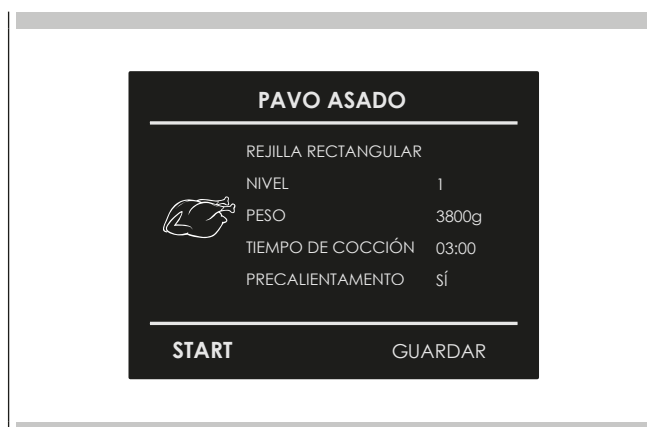 PAVO ASADO
REJILLA RECTANGULAR
NIVEL 1
PESO 3800g
TIEMPO DE COCCIÓN 03:00
PRECALIENTAMENTO SÍ
START GUARDAR